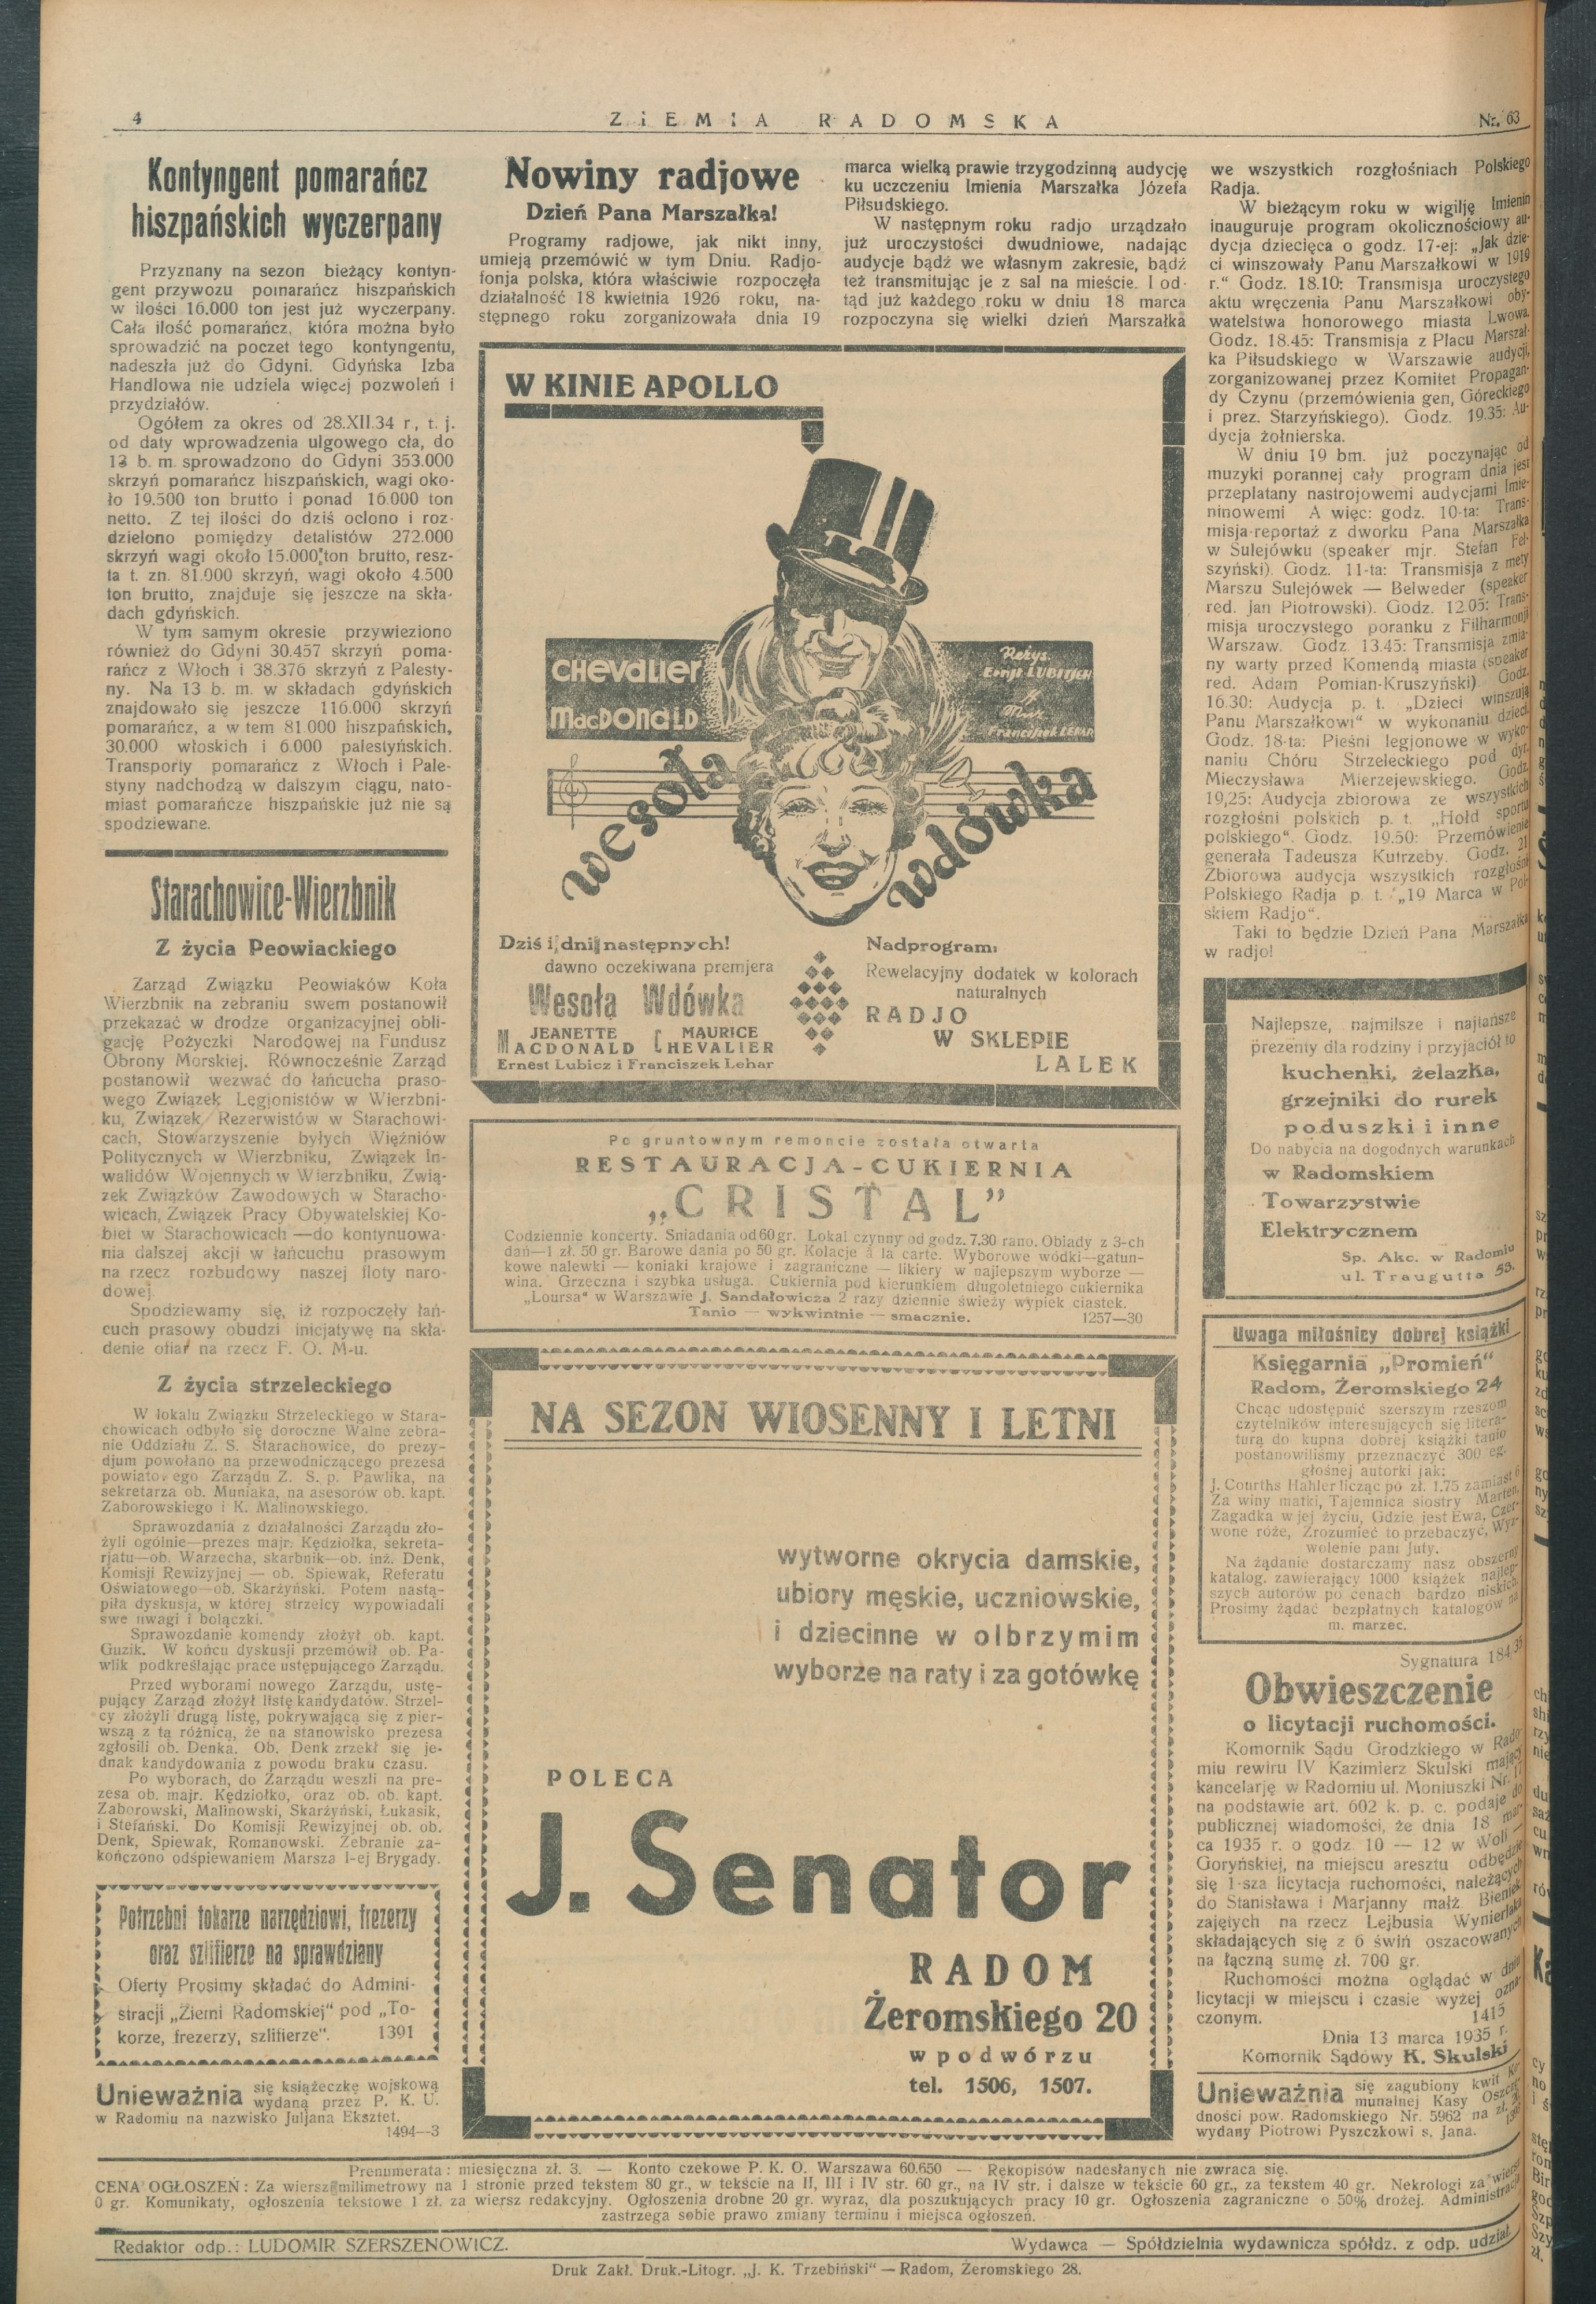 4
ZIEMIA RADOMSKA
Nr. 63
Kontyngent pomarańcz
hiszpańskich wyczerpany
Przyznany na sezon bieżący kontyn-
gent przywozu pomarańcz hiszpańskich
w ilości 16.000 ton jest już wyczerpany.
Cała ilość pomarańcz, która można było
sprowadzić na poczet tego kontyngentu,
nadeszła już do Gdyni. Gdyńska Izba
Handlowa nie udziela więcej pozwoleń i
przydziałów.
Ogółem za okres od 28.XII.34 r., t. j.
od daty wprowadzenia ulgowego cła, do
13 b. m. sprowadzono do Gdyni 353.000
skrzyń pomarańcz hiszpańskich, wagi oko-
ło 19.500 ton brutto i ponad 16.000 ton
netto. Z tej ilości do dziś oclono i roz-
dzielono pomiędzy detalistów 272.000
skrzyń wagi około 15.000 ton brutto, resz-
ta t. zn. 81.000 skrzyń, wagi około 4.500
ton brutto, znajduje się jeszcze na skła-
dach gdyńskich.
W tym samym okresie przywieziono
również do Gdyni 30.457 skrzyń poma-
rańcz z Włoch i 38.376 skrzyń z Palesty-
ny. Na 13 b. m. w składach gdyńskich
znajdowało się jeszcze 116.000 skrzyń
pomarańcz, a w tem 81.000 hiszpańskich,
30.000 włoskich i 6.000 palestyńskich.
Transporty pomarańcz z Włoch i Pale-
styny nadchodzą w dalszym ciągu, nato-
miast pomarańcze hiszpańskie już nie są
spodziewane.
Starachowice-Wierzbnik
Z życia Peowiackiego
Zarząd Związku Peowiaków Koła
Wierzbnik na zebraniu swem postanowił
przekazać w drodze organizacyjnej obli-
gację Pożyczki Narodowej na Fundusz
Obrony Morskiej. Równocześnie Zarząd
postanowił wezwać do łańcucha praso-
wego Związek Legjonistów w Wierzbni-
ku, Związek Rezerwistów w Starachowi-
cach, Stowarzyszenie byłych Więźniów
Politycznych w Wierzbniku, Związek In-
walidów Wojennych w Wierzbniku, Zwią-
zek Związków Zawodowych w Staracho-
wicach, Związek Pracy Obywatelskiej Ko-
biet w Starachowicach —do kontynuowa-
nia dalszej akcji w łańcuchu prasowym
na rzecz rozbudowy naszej floty naro-
dowej
Spodziewamy się, iż rozpoczęły łań-
cuch prasowy obudzi inicjatywę na skła-
denie ofiar na rzecz F. O. M-u.
Z życia strzeleckiego
W lokalu Związku Strzeleckiego w Stara-
chowicach odbyło się doroczne Walne zebra-
nie Oddziału Z. S. Starachowice, do prezy-
djum powołano na przewodniczącego prezesa
powiatowego Zarządu Z. S. p. Pawlika, na
sekretarza ob. Muniaka, na asesorów ob. kapt.
Zaborowskiego i K. Malinowskiego.
Sprawozdania z działalności Zarządu zło-
żyli ogólnie—prezes majr. Kędziołka, sekreta-
rjatu—ob. Warzecha, skarbnik—ob. inż. Denk,
Komisji Rewizyjnej — ob. Spiewak, Referatu
Oświatowego—ob. Skarżyński. Potem nastą-
piła dyskusja, w której strzelcy wypowiadali
swe uwagi i bolączki.
Sprawozdanie komendy złożył ob. kapt.
Guzik. W końcu dyskusji przemówił ob. Pa-
wlik podkreślając prace ustępującego Zarządu.
Przed wyborami nowego Zarządu, ustę-
pujący Zarząd złożył listę kandydatów. Strzel-
cy złożyli drugą listę, pokrywającą się z pier-
wszą z tą różnicą, że na stanowisko prezesa
zgłosili ob. Denka. Ob. Denk zrzekł się je-
dnak kandydowania z powodu braku czasu.
Po wyborach, do Zarządu weszli na pre-
zesa ob. majr. Kędziołko, oraz ob. ob. kapt.
Zaborowski, Malinowski, Skarżyński, Łukasik,
i Stefański. Do Komisji Rewizyjnej ob. ob.
Denk, Spiewak, Romanowski. Zebranie za-
kończono odśpiewaniem Marsza I-ej Brygady.
Potrzebni tokarze narzędziowi, frezerzy
oraz szlifierze na sprawdziany
Oferty Prosimy składać do Admini-
stracji „Ziemi Radomskiej" pod „To-
korze, frezerzy, szlifierze". 1391
Unieważnia się książeczkę wojskową
wydaną przez P. K. U.
w Radomiu na nazwisko Juljana Eksztet.
1494—3
Nowiny radjowe
Dzień Pana Marszałka!
Programy radjowe, jak nikt inny,
umieją przemówić w tym Dniu. Radjo-
fonja polska, która właściwie rozpoczęła
działalność 18 kwietnia 1926 roku, na-
stępnego roku zorganizowała dnia 19
marca wielką prawie trzygodzinną audycję
ku uczczeniu Imienia Marszałka Józefa
Piłsudskiego.
W następnym roku radjo urządzało
już uroczystości dwudniowe, nadając
audycje bądź we własnym zakresie, bądź
też transmitując je z sal na mieście. I od-
tąd już każdego roku w dniu 18 marca
rozpoczyna się wielki dzień Marszałka
we wszystkich rozgłośniach Polskiego
Radja.
W bieżącym roku w wigilję Imienin
inauguruje program okolicznościowy au-
dycja dziecięca o godz. 17-ej: „Jak dzie-
ci winszowały Panu Marszałkowi w 1919
r." Godz. 18.10: Transmisja uroczystego
aktu wręczenia Panu Marszałkowi oby-
watelstwa honorowego miasta Lwowa.
Godz. 18.45: Transmisja z Placu Marszał-
ka Piłsudskiego w Warszawie audycji,
zorganizowanej przez Komitet Propagan-
dy Czynu (przemówienia gen, Góreckiego
i prez. Starzyńskiego). Godz. 19.35: Au-
dycja żołnierska.
W dniu 19 bm. już poczynając od
muzyki porannej cały program dnia jest
przeplatany nastrojowemi audycjami Imie-
ninowemi A więc: godz. 10-ta: Trans-
misja-reportaż z dworku Pana Marszałka
w Sulejówku (speaker mjr. Stefan Fel-
szyński). Godz. 11-ta: Transmisja z mety
Marszu Sulejówek — Belweder (speaker
red. Jan Piotrowski). Godz. 12.05: Trans-
misja uroczystego poranku z Filharmonji
Warszaw. Godz. 13.45: Transmisja zmia-
ny warty przed Komendą miasta (speaker
red. Adam Pomian-Kruszyński) Godz.
16.30: Audycja p. t. „Dzieci winszują
Panu Marszałkowi" w wykonaniu dzieci.
Godz. 18-ta: Pieśni legjonowe w wyko-
naniu Chóru Strzeleckiego pod dyr.
Mieczysława Mierzejewskiego. Godz.
19,25: Audycja zbiorowa ze wszystkich
rozgłośni polskich p. t. „Hołd sportu
polskiego". Godz. 19.50: Przemówienie
generała Tadeusza Kutrzeby. Godz. 21
Zbiorowa audycja wszystkich rozgłośni
Polskiego Radja p. t. „19 Marca w Pol-
skiem Radjo".
Taki to będzie Dzień Pana Marszałka
w radjo!
W KINIE APOLLO
CHEVALIER
MACDONALD
Reżys.
Ernst LUBITSCH
Muz.
Franciszek LEHAR
wesoła wdówka
Dziś i dni następnych!
dawno oczekiwana premjera
Wesoła Wdówka
JEANETTE MACDONALD MAURICE CHEVALIER
Ernest Lubicz i Franciszek Lehar
Nadprogram:
Rewelacyjny dodatek w kolorach
naturalnych
RADJO
W SKLEPIE
LALEK
Po gruntownym remoncie została otwarta
RESTAURACJA-CUKIERNIA
„CRISTAL"
Codziennie koncerty. Sniadania od 60 gr. Lokal czynny od godz. 7.30 rano. Obiady z 3-ch
dań—1 zł. 50 gr. Barowe dania po 50 gr. Kolacje á la carte. Wyborowe wódki—gatun-
kowe nalewki — koniaki krajowe i zagraniczne — likiery w najlepszym wyborze —
wina. Grzeczna i szybka usługa. Cukiernia pod kierunkiem długoletniego cukiernika
„Loursa" w Warszawie J. Sandałowicza 2 razy dziennie świeży wypiek ciastek.
Tanio — wykwintnie — smacznie. 1257—30
NA SEZON WIOSENNY I LETNI
wytworne okrycia damskie,
ubiory męskie, uczniowskie,
i dziecinne w olbrzymim
wyborze na raty i za gotówkę
POLECA
J. Senator
RADOM
Żeromskiego 20
w podwórzu
tel. 1506, 1507.
Najlepsze, najmilsze i najtańsze
prezenty dla rodziny i przyjaciół to
kuchenki, żelazka,
grzejniki do rurek
poduszki i inne
Do nabycia na dogodnych warunkach
w Radomskiem
Towarzystwie
Elektrycznem
Sp. Akc. w Radomiu
ul. Traugutta 53.
Uwaga miłośnicy dobrej książki
Księgarnia „Promień"
Radom, Żeromskiego 24
Chcąc udostępnić szerszym rzeszom
czytelników interesujących się litera-
turą do kupna dobrej książki tanio
postanowiliśmy przeznaczyć 300 eg.
głośnej autorki jak:
J. Courths Hahler licząc po zł. 1.75 zamiast 6
Za winy matki, Tajemnica siostry Marten,
Zagadka w jej życiu, Gdzie jest Ewa, Czer-
wone róże, Zrozumieć to przebaczyć, Wyz-
wolenie pani Juty.
Na żądanie dostarczamy nasz obszerny
katalog. zawierający 1000 książek najlep-
szych autorów po cenach bardzo niskich.
Prosimy żądać bezpłatnych katalogów na
m. marzec.
Sygnatura 184 35
Obwieszczenie
o licytacji ruchomości.
Komornik Sądu Grodzkiego w Rado-
miu rewiru IV Kazimierz Skulski mający
kancelarję w Radomiu ul. Moniuszki Nr. 17
na podstawie art. 602 k. p. c. podaje do
publicznej wiadomości, że dnia 18 mar-
ca 1935 r. o godz 10 — 12 w Woli
Goryńskiej, na miejscu aresztu odbędzie
się 1-sza licytacja ruchomości, należących
do Stanisława i Marjanny małż. Bieniek
zajętych na rzecz Lejbusia Wynierlaka
składających się z 6 świń oszacowanych
na łączną sumę zł. 700 gr.
Ruchomości można oglądać w dniu
licytacji w miejscu i czasie wyżej ozna-
czonym. 1415
Dnia 13 marca 1935 r.
Komornik Sądowy K. Skulski
Unieważnia się zagubiony kwit Ko-
munalnej Kasy Oszczę-
dności pow. Radomskiego Nr. 5962 na zł.
wydany Piotrowi Pyszczkowi s. Jana.
Prenumerata: miesięczna zł. 3. — Konto czekowe P. K. O. Warszawa 60.650 — Rękopisów nadesłanych nie zwraca się.
CENA OGŁOSZEŃ: Za wiersz milimetrowy na 1 stronie przed tekstem 80 gr., w tekście na II, III i IV str. 60 gr., na IV str. i dalsze w tekście 60 gr., za tekstem 40 gr. Nekrologi za wiersz
0 gr. Komunikaty, ogłoszenia tekstowe 1 zł. za wiersz redakcyjny. Ogłoszenia drobne 20 gr. wyraz, dla poszukujących pracy 10 gr. Ogłoszenia zagraniczne o 50% drożej. Administracja
zastrzega sobie prawo zmiany terminu i miejsca ogłoszeń.
Redaktor odp.: LUDOMIR SZERSZENOWICZ.
Wydawca — Spółdzielnia wydawnicza spółdz. z odp. udział.
Druk Zakł. Druk.-Litogr. „J. K. Trzebiński" — Radom, Żeromskiego 28.